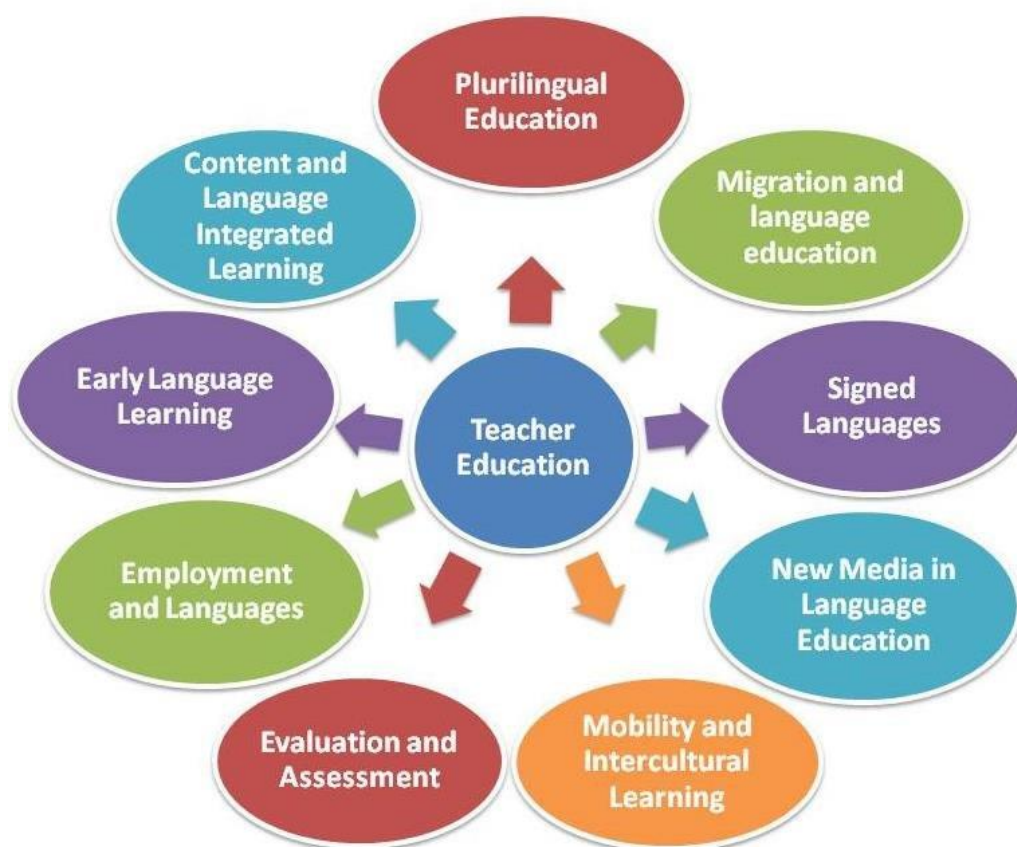 Plurilingual
Education
Migration and
language
education
Signed
Languages
New Media in
Language
Education
Mobility and
Intercultural
Learning
Evaluation and
Assessment
Employment
and Languages
Early Language
Learning
Content and
Language
Integrated
Learning
Teacher
Education